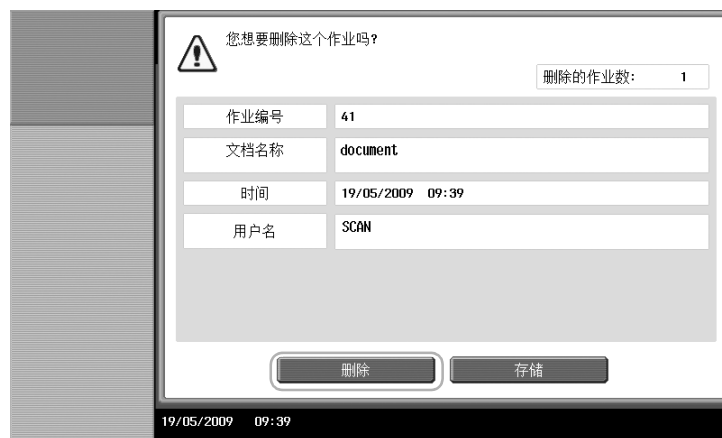 您想要删除这个作业吗?
删除的作业数: 1
作业编号 41
文档名称 document
时间 19/05/2009 09:39
用户名 SCAN
删除 存储
19/05/2009 09:39